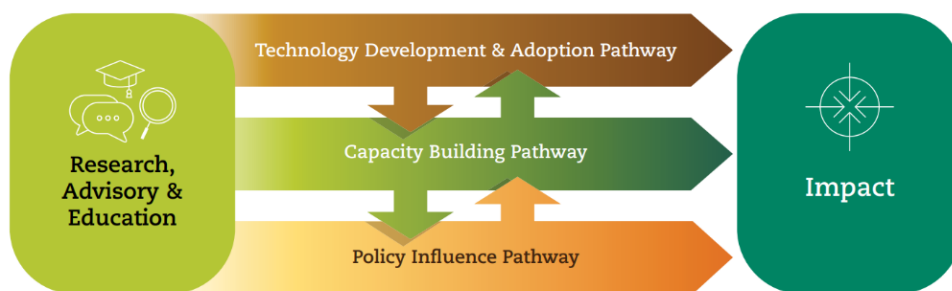 Technology Development & Adoption Pathway
Capacity Building Pathway
Policy Influence Pathway
Research,
Advisory &
Education
Impact